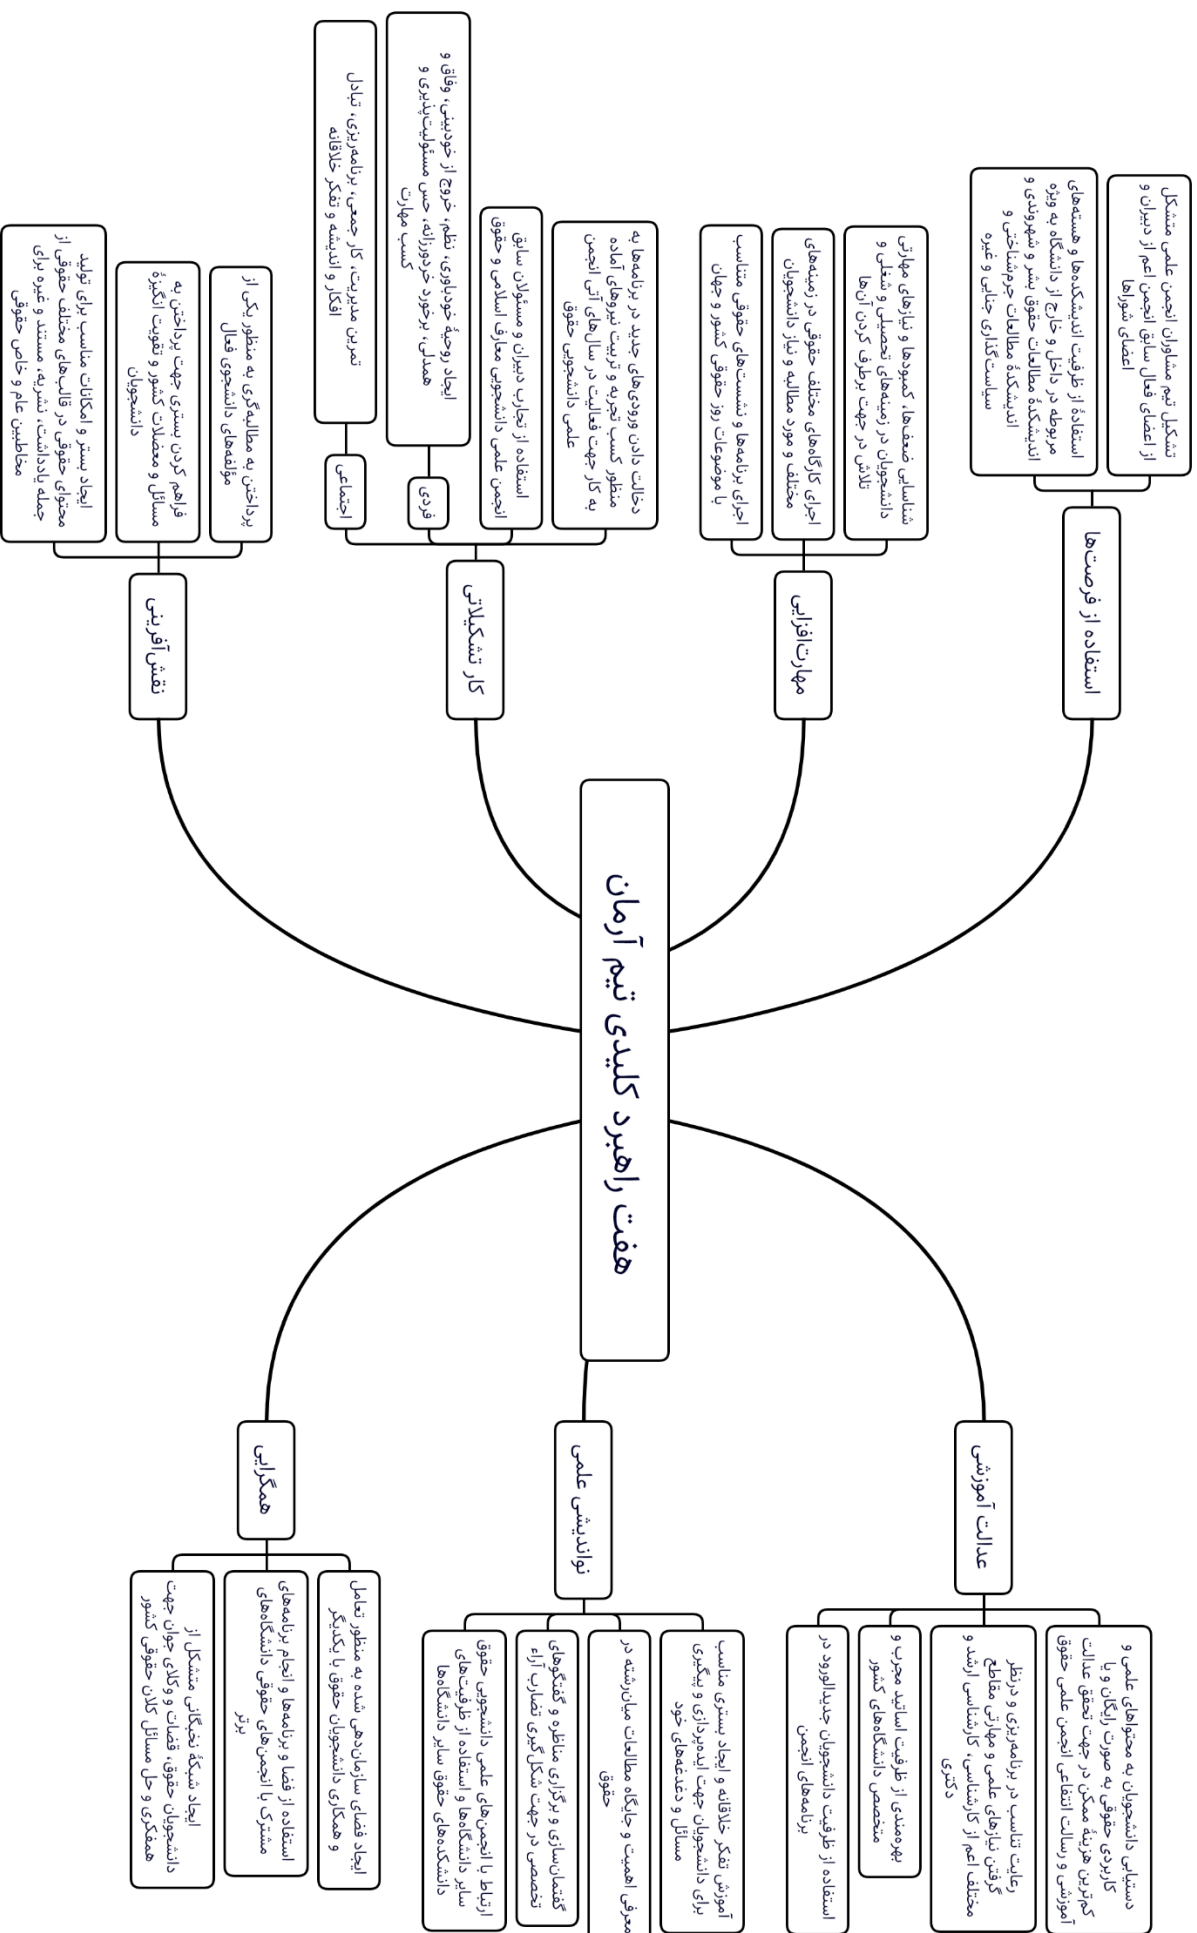 هفت راهبرد کلیدی تیم آرمان
استفاده از فرصت‌ها
تشکیل تیم مشاوران انجمن علمی متشکل
از اعضای فعال سابق انجمن اعم از دبیران و
اعضای شوراها
استفادهٔ از ظرفیت اندیشکده‌ها و هسته‌های
مربوطه در داخل و خارج از دانشگاه به ویژه
اندیشکدهٔ مطالعات حقوق بشر و شهروندی و
اندیشکدهٔ مطالعات جرم‌شناختی و
سیاست‌گذاری جنایی و غیره
مهارت‌افزایی
شناسایی ضعف‌ها، کمبودها و نیازهای مهارتی
دانشجویان در زمینه‌های تحصیلی و شغلی و
تلاش در جهت برطرف کردن آن‌ها
اجرای کارگاه‌های مختلف حقوقی در زمینه‌های
مختلف و مورد مطالبه و نیاز دانشجویان
اجرای برنامه‌ها و نشست‌های حقوقی متناسب
با موضوعات روز حقوقی کشور و جهان
کار تشکیلاتی
دخالت دادن ورودی‌های جدید در برنامه‌ها به
منظور کسب تجربه و تربیت نیروهای آماده
به کار جهت فعالیت در سال‌های آتی انجمن
علمی دانشجویی حقوق
استفاده از تجارب دبیران و مسئولان سابق
انجمن علمی دانشجویی معارف اسلامی و حقوق
فردی
ایجاد روحیهٔ خودباوری، نظم، خروج از خودبینی، وفاق و
همدلی، برخورد خردورزانه، حس مسئولیت‌پذیری و
کسب مهارت
اجتماعی
تمرین مدیریت، کار جمعی، برنامه‌ریزی، تبادل
افکار و اندیشه و تفکر خلاقانه
نقش‌آفرینی
پرداختن به مطالبه‌گری به منظور یکی از
مؤلفه‌های دانشجوی فعال
فراهم کردن بستری جهت پرداختن به
مسائل و معضلات کشور و تقویت انگیزهٔ
دانشجویان
ایجاد بستر و امکانات مناسب برای تولید
محتوای حقوقی در قالب‌های مختلف حقوقی از
جمله یادداشت، نشریه، مستند و غیره برای
مخاطبین عام و خاص حقوقی
عدالت آموزشی
دستیابی دانشجویان به محتواهای علمی و
کاربردی حقوقی به صورت رایگان و یا
کم‌ترین هزینهٔ ممکن در جهت تحقق عدالت
آموزشی و رسالت انتفاعی انجمن علمی حقوق
رعایت تناسب در برنامه‌ریزی و درنظر
گرفتن نیازهای علمی و مهارتی مقاطع
مختلف اعم از کارشناسی، کارشناسی ارشد و
دکتری
بهره‌مندی از ظرفیت اساتید مجرب و
متخصص دانشگاه‌های کشور
استفاده از ظرفیت دانشجویان جدیدالورود در
برنامه‌های انجمن
نواندیشی علمی
آموزش تفکر خلاقانه و ایجاد بستری مناسب
برای دانشجویان جهت ایده‌پردازی و پیگیری
مسائل و دغدغه‌های خود
معرفی اهمیت و جایگاه مطالعات میان‌رشته در
حقوق
گفتمان‌سازی و برگزاری مناظره و گفتگوهای
تخصصی در جهت شکل‌گیری تضارب آراء
ارتباط با انجمن‌های علمی دانشجویی حقوق
سایر دانشگاه‌ها و استفاده از ظرفیت‌های
دانشکده‌های حقوق سایر دانشگاه‌ها
همگرایی
ایجاد فضای سازمان‌دهی شده به منظور تعامل
و همکاری دانشجویان حقوق با یکدیگر
استفاده از فضا و برنامه‌ها و انجام برنامه‌های
مشترک با انجمن‌های حقوقی دانشگاه‌های
برتر
ایجاد شبکهٔ نخبگانی متشکل از
دانشجویان حقوق، قضات و وکلای جوان جهت
همفکری و حل مسائل کلان حقوقی کشور